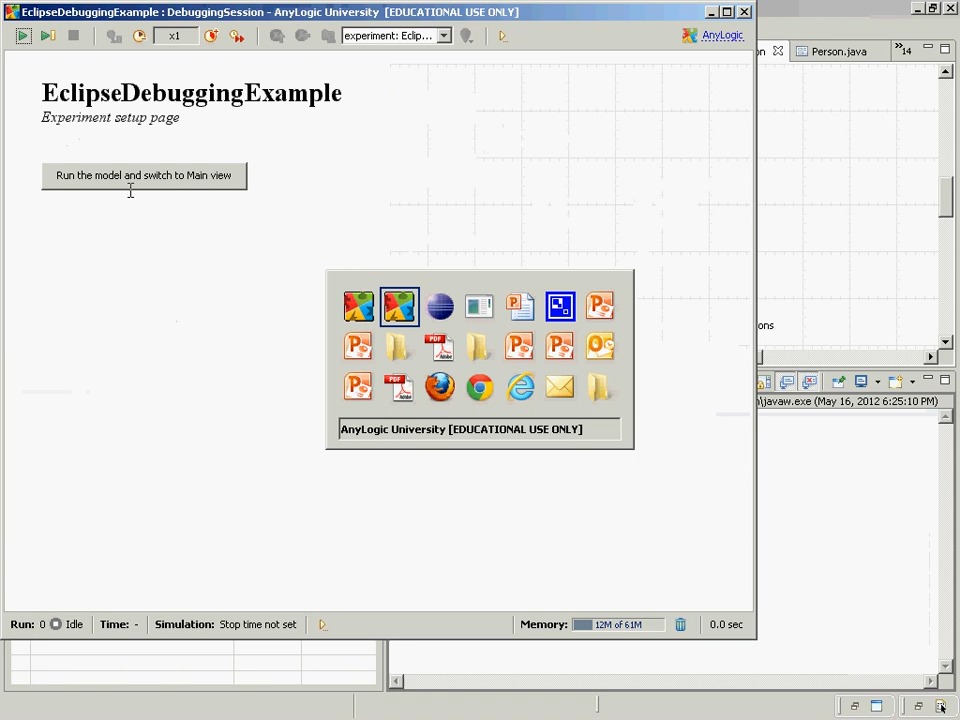 EclipseDebuggingExample : DebuggingSession - AnyLogic University [EDUCATIONAL USE ONLY]
x1
experiment: Eclip...
AnyLogic
on
Person.java
14
EclipseDebuggingExample
Experiment setup page
Run the model and switch to Main view
ons
AnyLogic University [EDUCATIONAL USE ONLY]
n\javaw.exe (May 16, 2012 6:25:10 PM)
Run: 0 Idle Time: - Simulation: Stop time not set Memory: 12M of 61M 0.0 sec